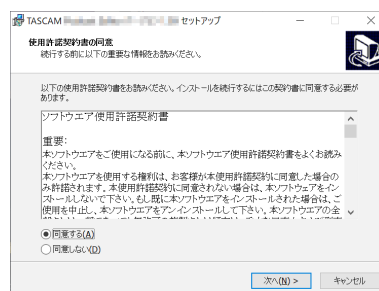 TASCAM セットアップ
使用許諾契約書の同意
続行する前に以下の重要な情報をお読みください。
以下の使用許諾契約書をお読みください。インストールを続行するにはこの契約書に同意する必要が
あります。
ソフトウエア使用許諾契約書
重要:
本ソフトウエアをご使用になる前に、本ソフトウエア使用許諾契約書をよくお読み
ください。
本ソフトウエアを使用する権利は、お客様が本使用許諾契約に同意した場合の
み許諾されます。本使用許諾契約に同意されない場合は、本ソフトウェアをイン
ストールしないで下さい。もし既に本ソフトウエアをインストールされた場合は、ご
使用を中止し、本ソフトウエアをアンインストールして下さい。本ソフトウエアの全
同意する(A)
同意しない(D)
次へ(N) >
キャンセル